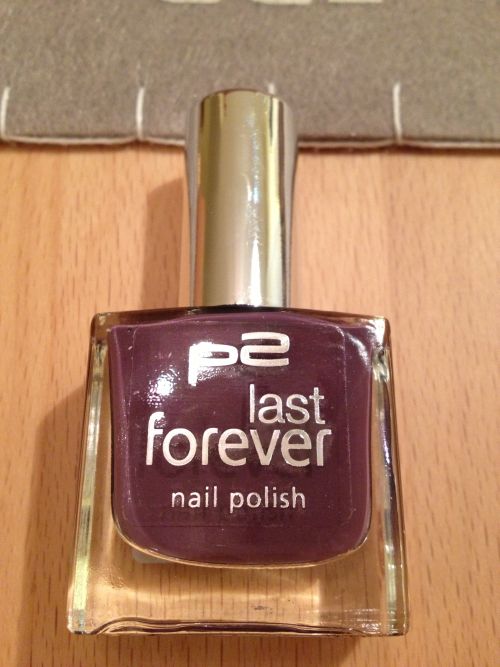 p2
last
forever
nail polish